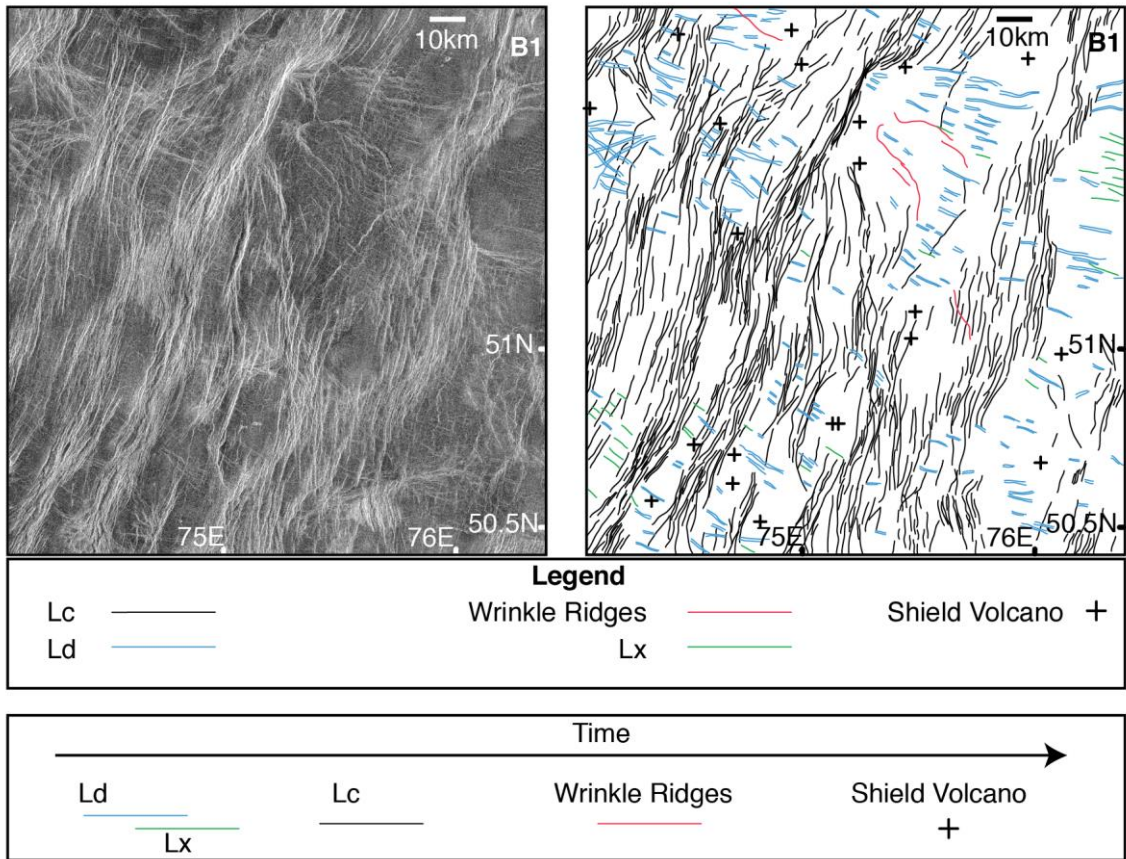 10km
B1
51N
75E
76E
50.5N
10km
B1
51N
75E
76E
50.5N
Legend
Lc
Wrinkle Ridges
Shield Volcano +
Ld
Lx
Time
Ld
Lc
Wrinkle Ridges
Shield Volcano
+
Lx